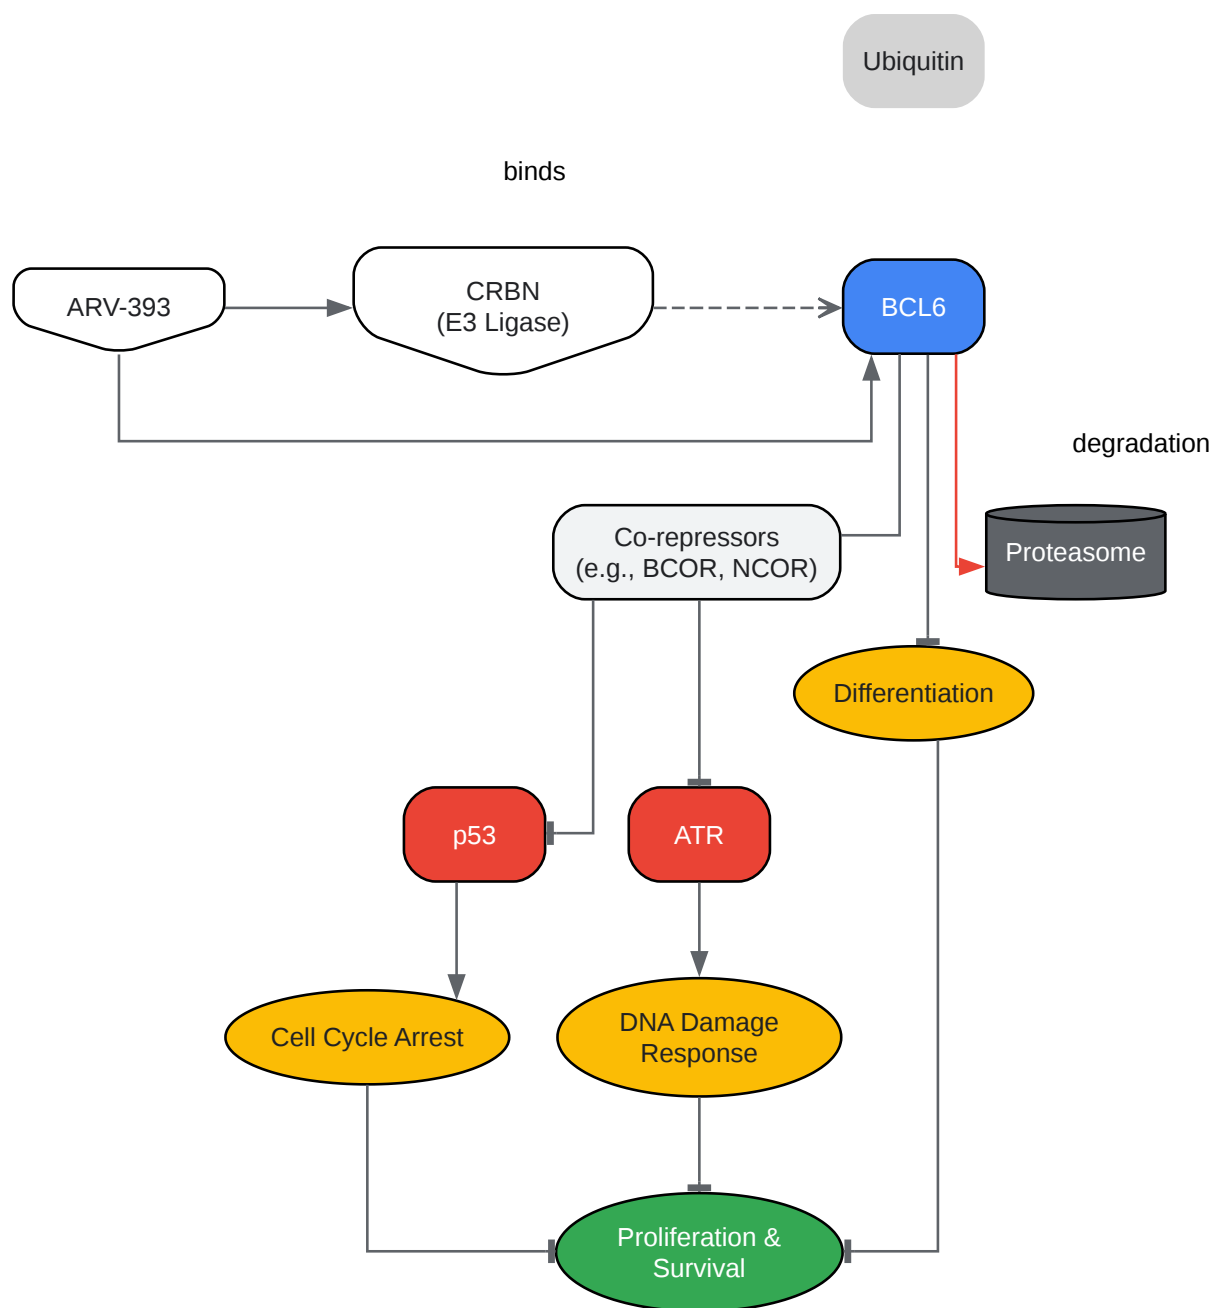 Ubiquitin
binds
ARV-393
CRBN
(E3 Ligase)
BCL6
degradation
Co-repressors
(e.g., BCOR, NCOR)
Proteasome
Differentiation
p53
ATR
Cell Cycle Arrest
DNA Damage
Response
Proliferation &
Survival